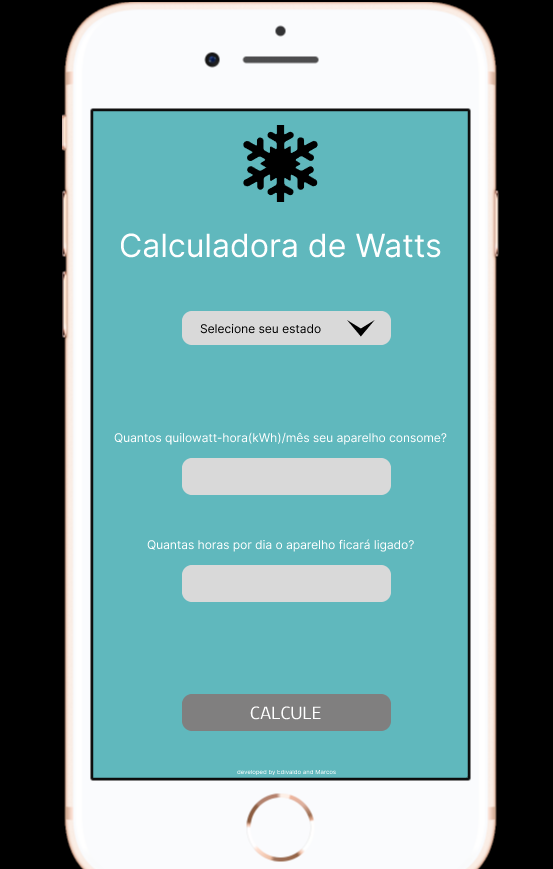 Calculadora de Watts
Selecione seu estado
Quantos quilowatt-hora(kWh)/mês seu aparelho consome?
Quantas horas por dia o aparelho ficará ligado?
CALCULE
developed by Edivaldo and Marcos